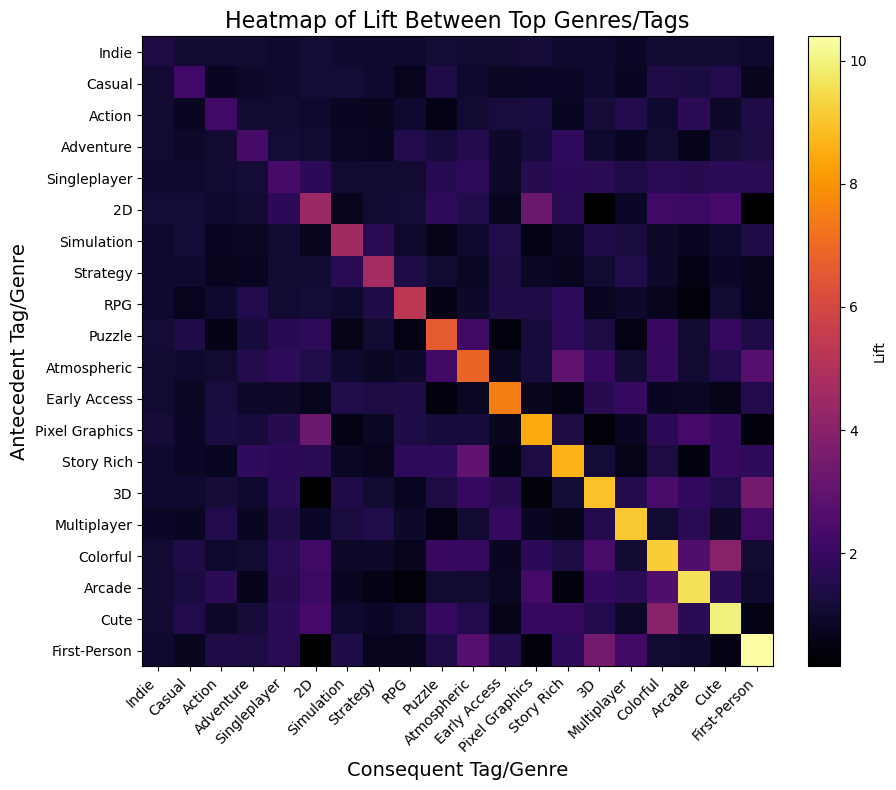 Heatmap of Lift Between Top Genres/Tags
Antecedent Tag/Genre
Indie
Casual
Action
Adventure
Singleplayer
2D
Simulation
Strategy
RPG
Puzzle
Atmospheric
Early Access
Pixel Graphics
Story Rich
3D
Multiplayer
Colorful
Arcade
Cute
First-Person
Indie
Casual
Action
Adventure
Singleplayer
2D
Simulation
Strategy
RPG
Puzzle
Atmospheric
Early Access
Pixel Graphics
Story Rich
3D
Multiplayer
Colorful
Arcade
Cute
First-Person
Consequent Tag/Genre
10
8
6
4
2
Lift